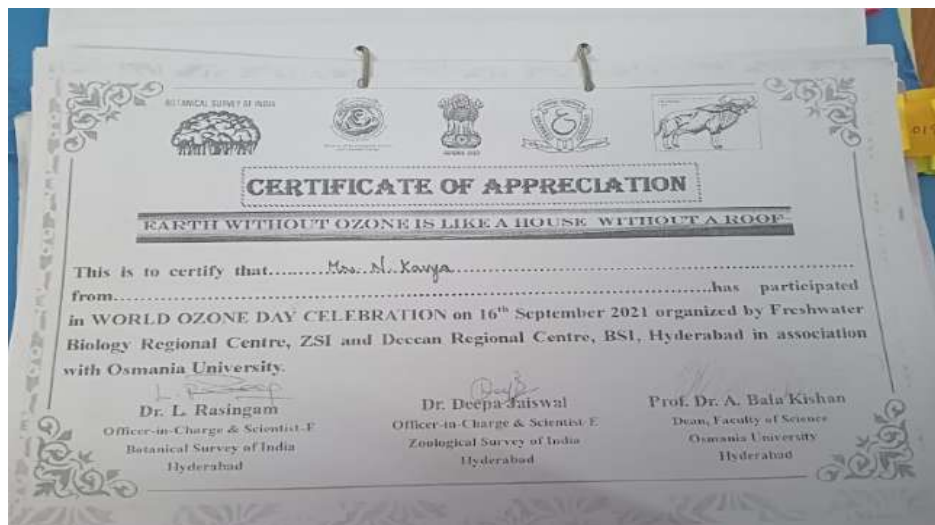 BOTANICAL SURVEY OF INDIA
CERTIFICATE OF APPRECIATION
EARTH WITHOUT OZONE IS LIKE A HOUSE WITHOUT A ROOF
This is to certify that.........Mrs. N. Kavya...........
from...........has participated
in WORLD OZONE DAY CELEBRATION on 16th September 2021 organized by Freshwater
Biology Regional Centre, ZSI and Deccan Regional Centre, BSI, Hyderabad in association
with Osmania University.
Dr. L. Rasingam
Officer-in-Charge & Scientist-E
Botanical Survey of India
Hyderabad
Dr. Deepa Jaiswal
Officer-in-Charge & Scientist-E
Zoological Survey of India
Hyderabad
Prof. Dr. A. Bala Kishan
Dean, Faculty of Science
Osmania University
Hyderabad
019